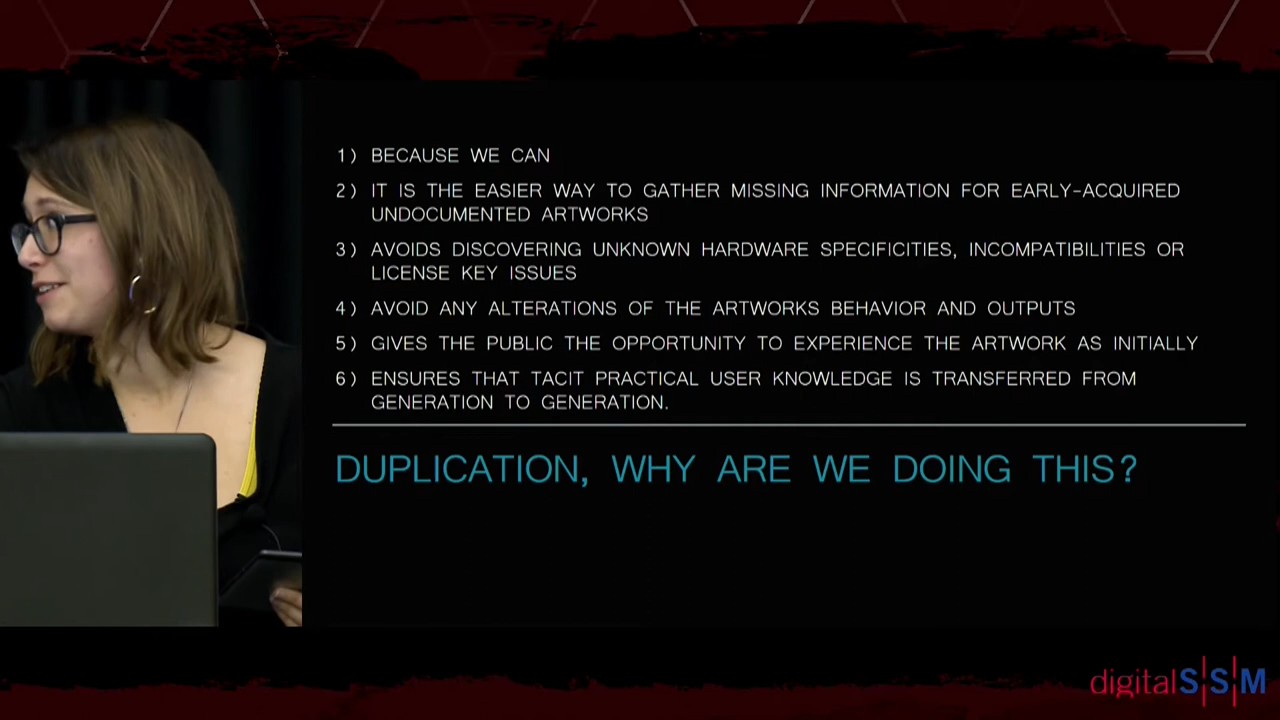 1) BECAUSE WE CAN
2) IT IS THE EASIER WAY TO GATHER MISSING INFORMATION FOR EARLY-ACQUIRED
UNDOCUMENTED ARTWORKS
3) AVOIDS DISCOVERING UNKNOWN HARDWARE SPECIFICITIES, INCOMPATIBILITIES OR
LICENSE KEY ISSUES
4) AVOID ANY ALTERATIONS OF THE ARTWORKS BEHAVIOR AND OUTPUTS
5) GIVES THE PUBLIC THE OPPORTUNITY TO EXPERIENCE THE ARTWORK AS INITIALLY
6) ENSURES THAT TACIT PRACTICAL USER KNOWLEDGE IS TRANSFERRED FROM
GENERATION TO GENERATION.
DUPLICATION, WHY ARE WE DOING THIS?
digitalS|S|M